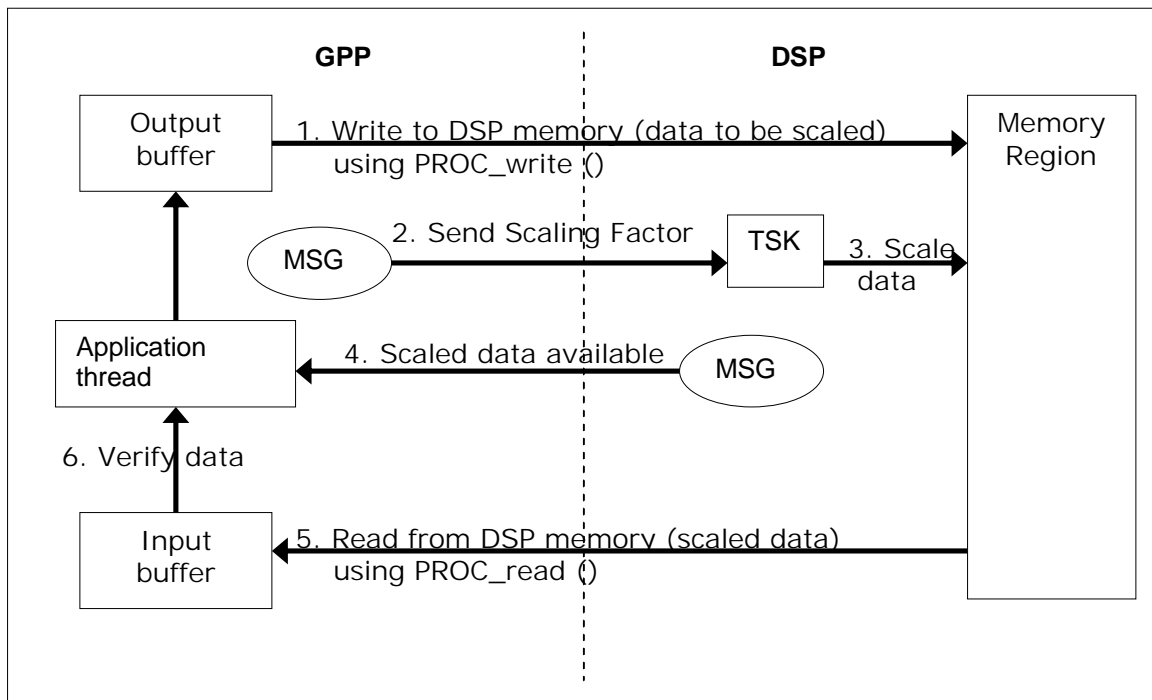 GPP
DSP
Output
buffer
1. Write to DSP memory (data to be scaled)
using PROC_write ()
Memory
Region
MSG
2. Send Scaling Factor
TSK
3. Scale
data
Application
thread
4. Scaled data available
MSG
6. Verify data
Input
buffer
5. Read from DSP memory (scaled data)
using PROC_read ()